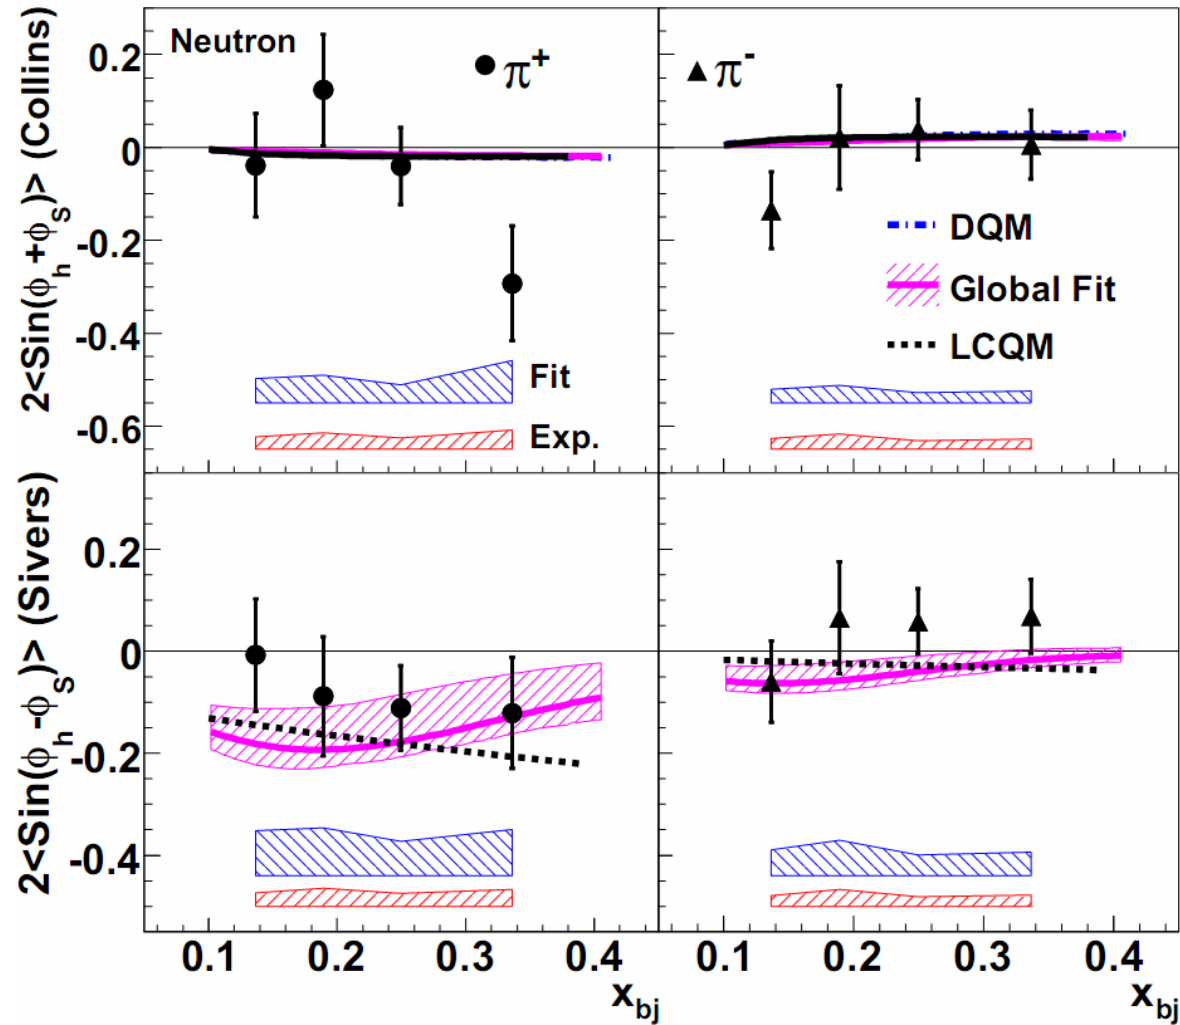 2<Sin(ϕh +ϕS)> (Collins)
Neutron
π+
π-
0.2
0
-0.2
-0.4
-0.6
DQM
Global Fit
LCQM
Fit
Exp.
2<Sin(ϕh -ϕS)> (Sivers)
0.2
0
-0.2
-0.4
0.1 0.2 0.3 0.4 0.1 0.2 0.3 0.4
xbj xbj